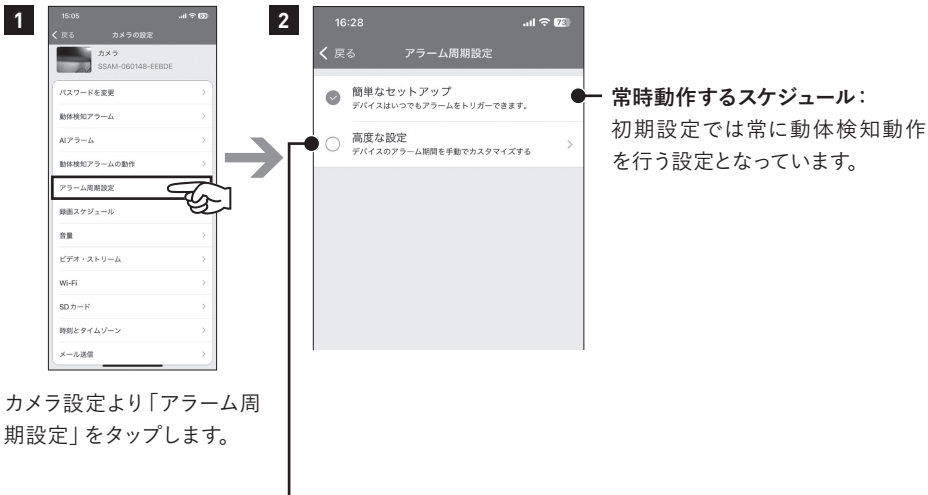 1
15:05
63
戻る
カメラの設定
カメラ
SSAM-060148-EEBDE
パスワードを変更
動体検知アラーム
AIアラーム
動体検知アラームの動作
アラーム周期設定
録画スケジュール
音量
ビデオ・ストリーム
Wi-Fi
SDカード
時刻とタイムゾーン
メール送信
カメラ設定より「アラーム周
期設定」をタップします。
2
16:28
73
戻る
アラーム周期設定
簡単なセットアップ
デバイスはいつでもアラームをトリガーできます。
高度な設定
デバイスのアラーム期間を手動でカスタマイズする
常時動作するスケジュール：
初期設定では常に動体検知動作
を行う設定となっています。